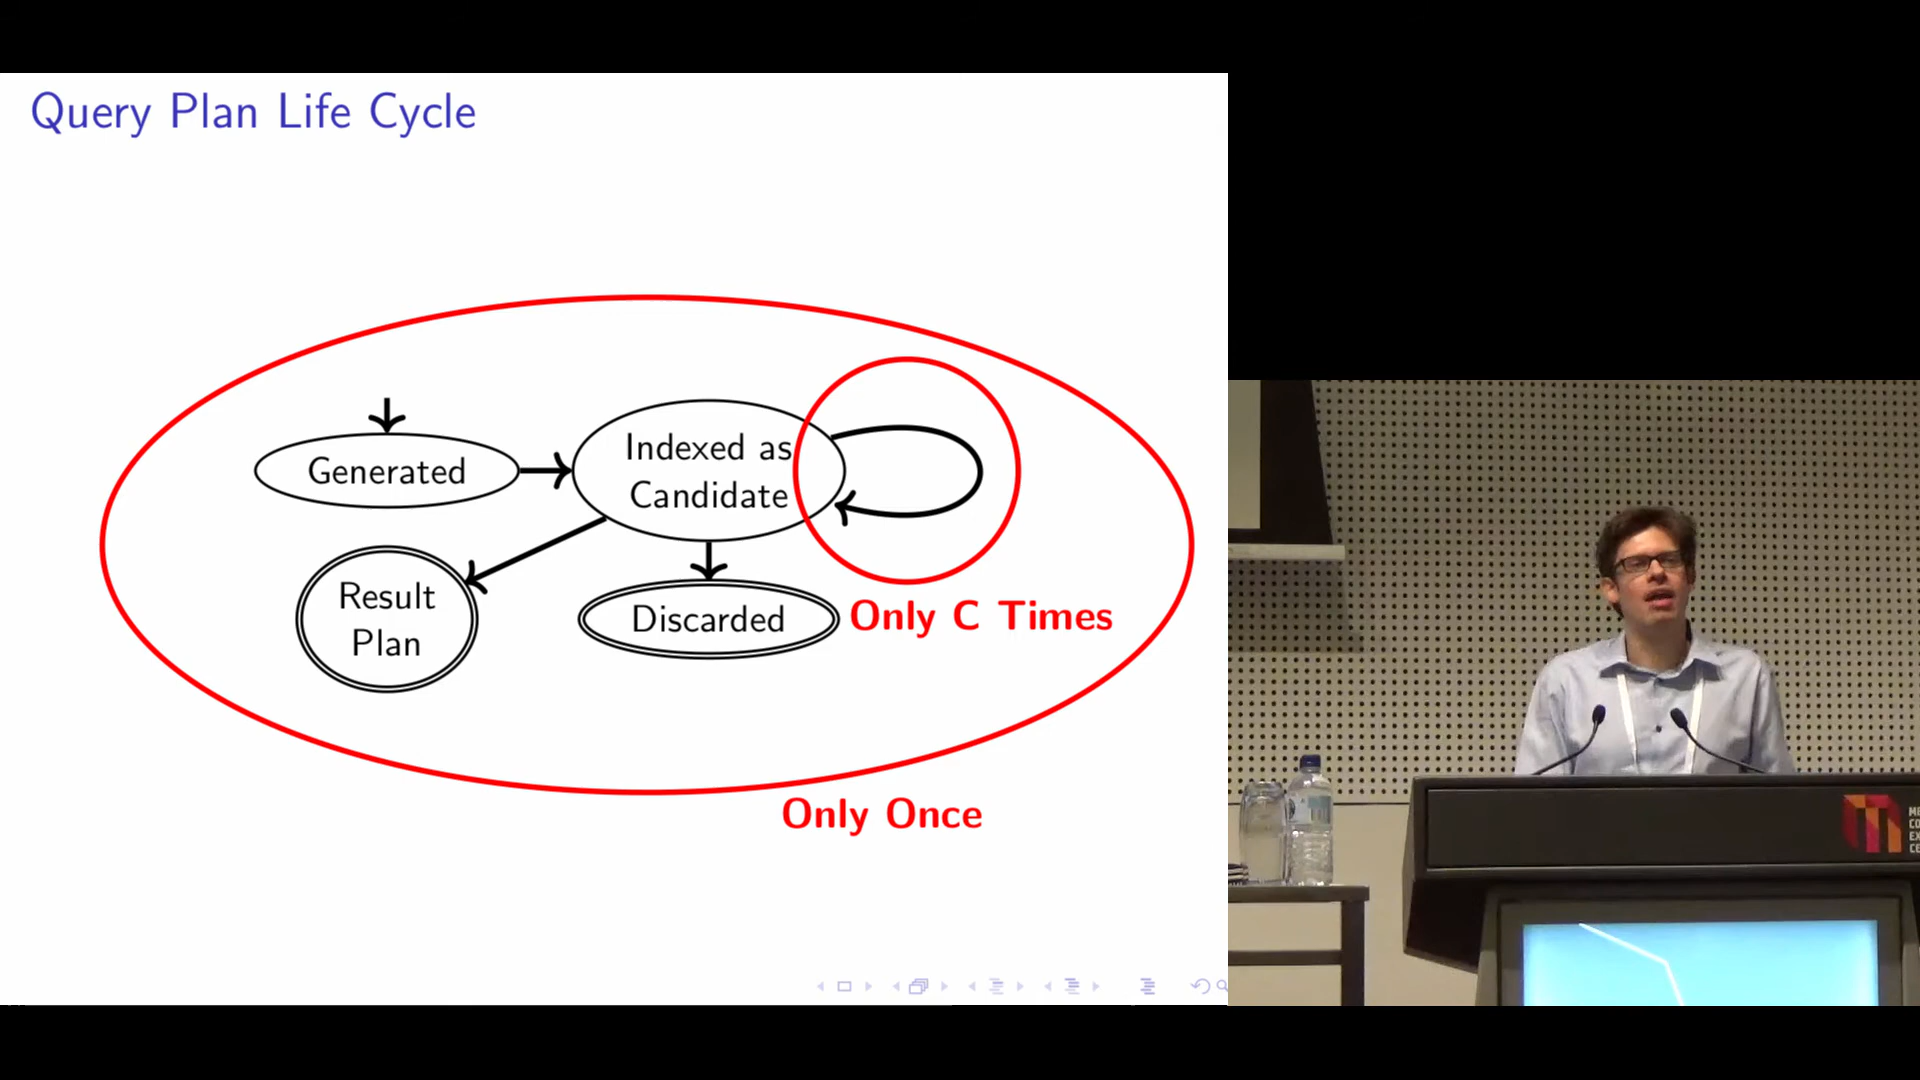 Query Plan Life Cycle
Generated
Indexed as
Candidate
Result
Plan
Discarded
Only C Times
Only Once